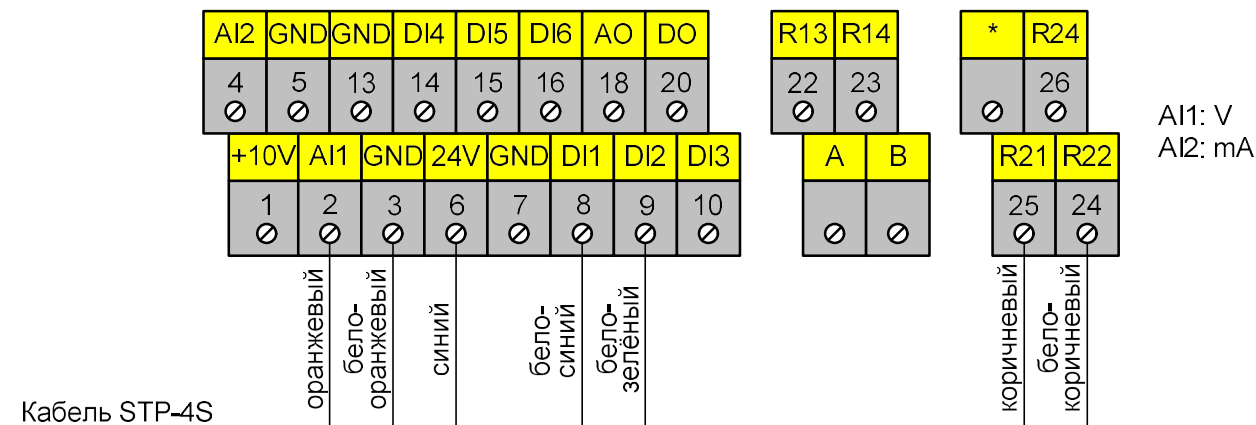 AI2 GND GND DI4 DI5 DI6 AO DO R13 R14 * R24
4 5 13 14 15 16 18 20 22 23 26
AI1: V
AI2: mA
+10V AI1 GND 24V GND DI1 DI2 DI3 A B R21 R22
1 2 3 6 7 8 9 10 25 24
оранжевый
бело-
оранжевый
синий
бело-
синий
бело-
зелёный
коричневый
бело-
коричневый
Кабель STP-4S